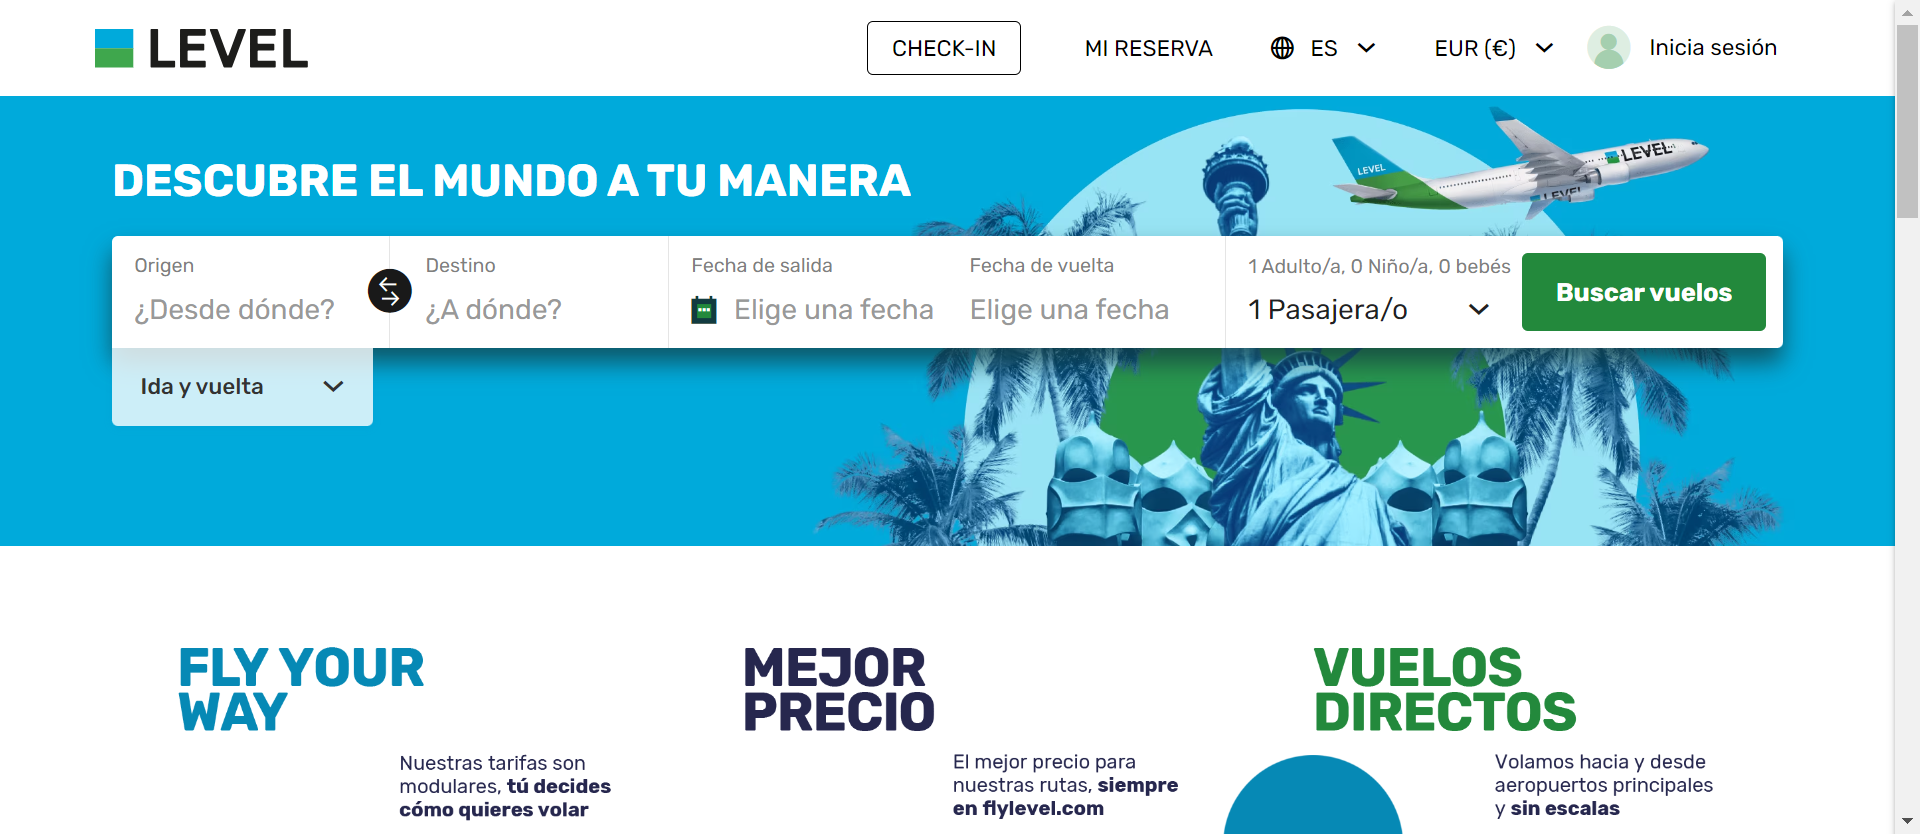 LEVEL
CHECK-IN
MI RESERVA
ES
EUR (€)
Inicia sesión
DESCUBRE EL MUNDO A TU MANERA
LEVEL
LEVEL
LEVEL
Origen
¿Desde dónde?
Destino
¿A dónde?
Fecha de salida
Elige una fecha
Fecha de vuelta
Elige una fecha
1 Adulto/a, 0 Niño/a, 0 bebés
1 Pasajera/o
Buscar vuelos
Ida y vuelta
FLY YOUR
WAY
Nuestras tarifas son
modulares, tú decides
cómo quieres volar
MEJOR
PRECIO
El mejor precio para
nuestras rutas, siempre
en flylevel.com
VUELOS
DIRECTOS
Volamos hacia y desde
aeropuertos principales
y sin escalas